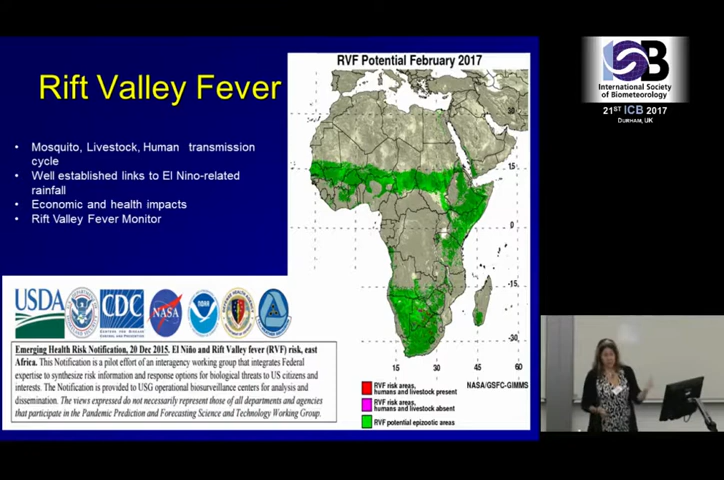 Rift Valley Fever
• Mosquito, Livestock, Human transmission
cycle
• Well established links to El Nino-related
rainfall
• Economic and health impacts
• Rift Valley Fever Monitor
RVF Potential February 2017
15
0
-15
-30
15
30
45
60
NASA/GSFC-GIMMS
RVF risk areas,
humans and livestock present
RVF risk areas,
humans and livestock absent
RVF potential epizootic areas
USDA
CDC
NASA
NOAA
Emerging Health Risk Notification, 20 Dec 2015. El Niño and Rift Valley fever (RVF) risk, east
Africa. This Notification is a pilot effort of an interagency working group that integrates Federal
expertise to synthesize risk information and response options for biological threats to US citizens and
interests. The Notification is provided to USG operational biosurveillance centers for analysis and
dissemination. The views expressed do not necessarily represent those of all departments and agencies
that participate in the Pandemic Prediction and Forecasting Science and Technology Working Group.
ISB
International Society
of Biometeorology
21ST ICB 2017
DURHAM, UK